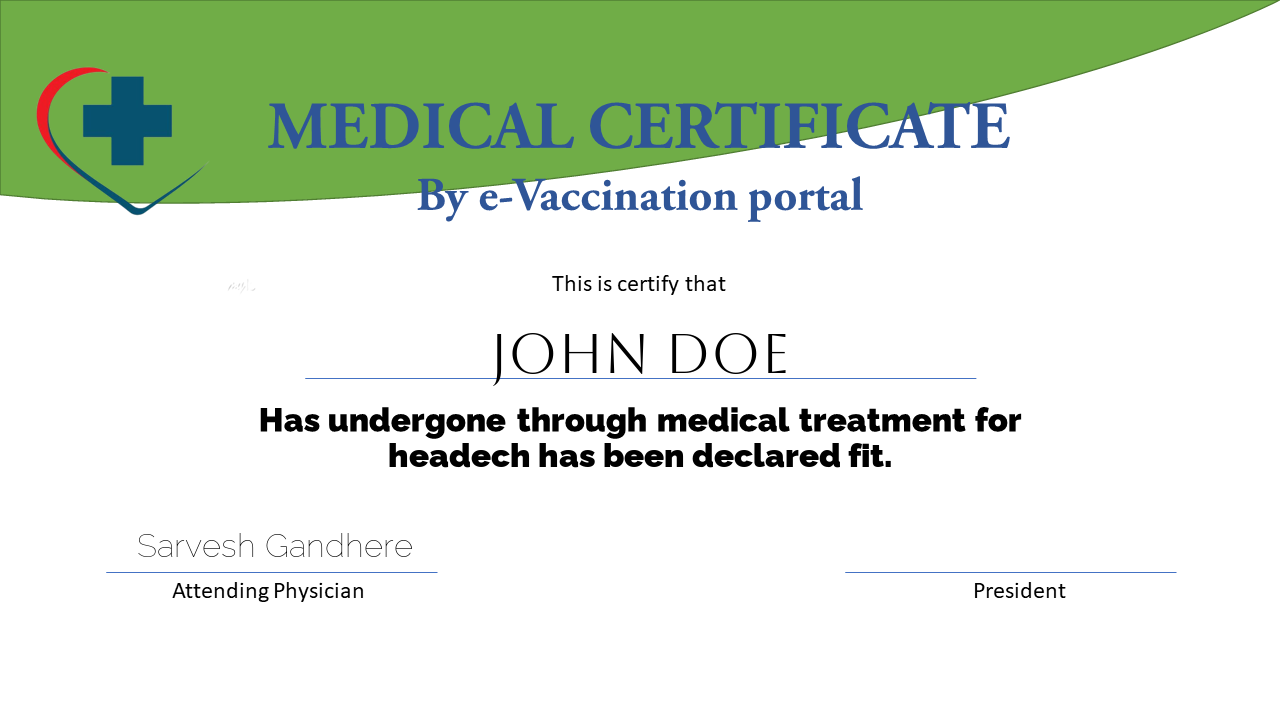 MEDICAL CERTIFICATE
By e-Vaccination portal
This is certify that
JOHN DOE
Has undergone through medical treatment for
headech has been declared fit.
Sarvesh Gandhere
Attending Physician
President